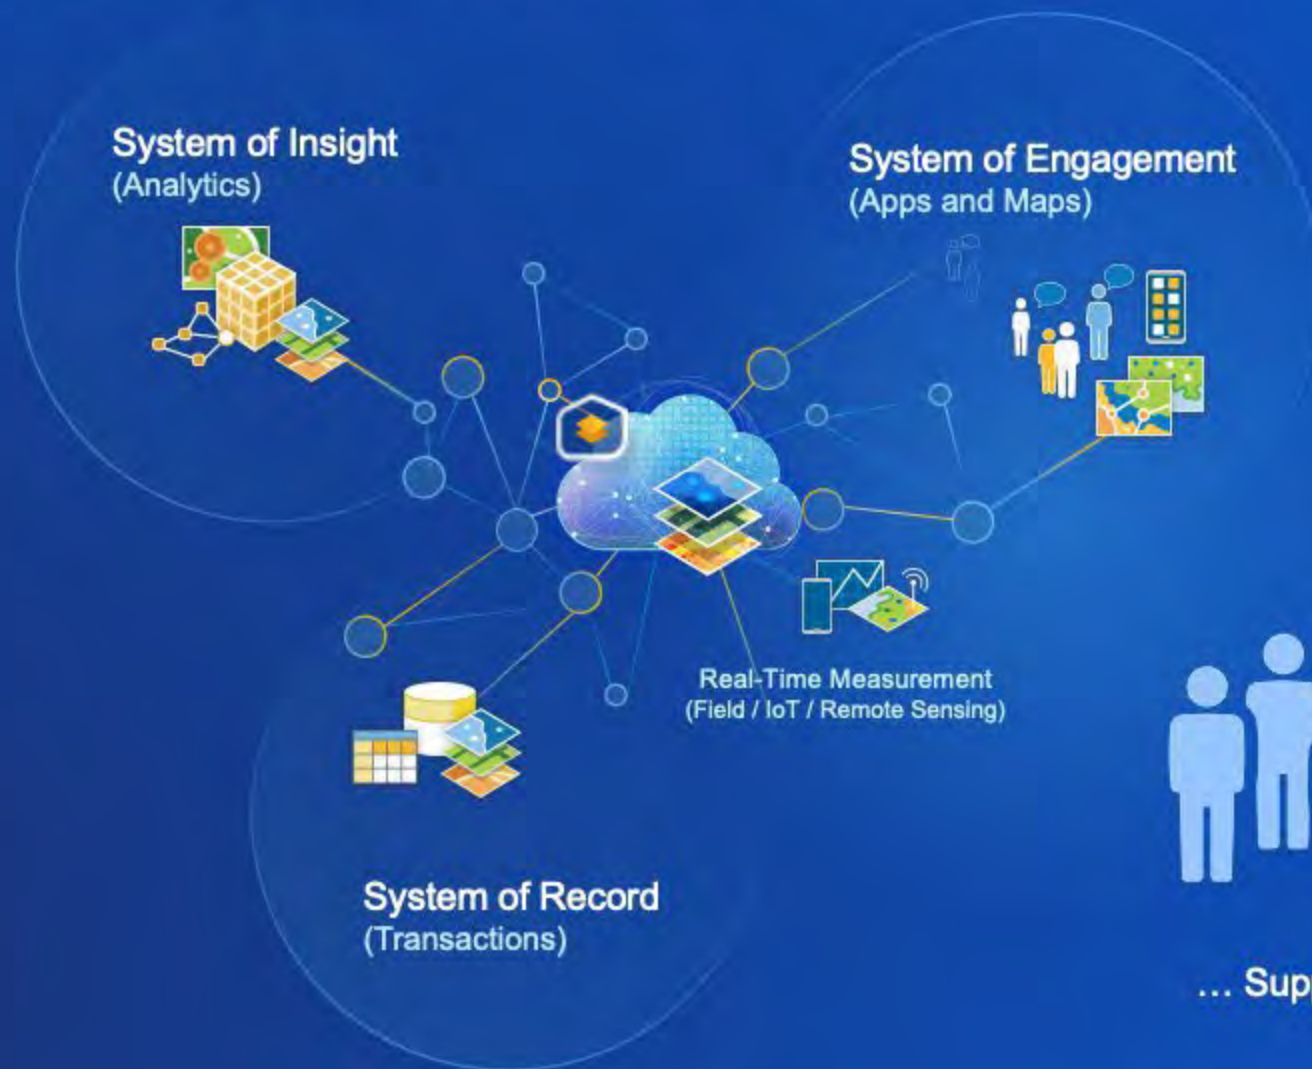 System of Insight
(Analytics)
System of Engagement
(Apps and Maps)
Real-Time Measurement
(Field / IoT / Remote Sensing)
System of Record
(Transactions)
...